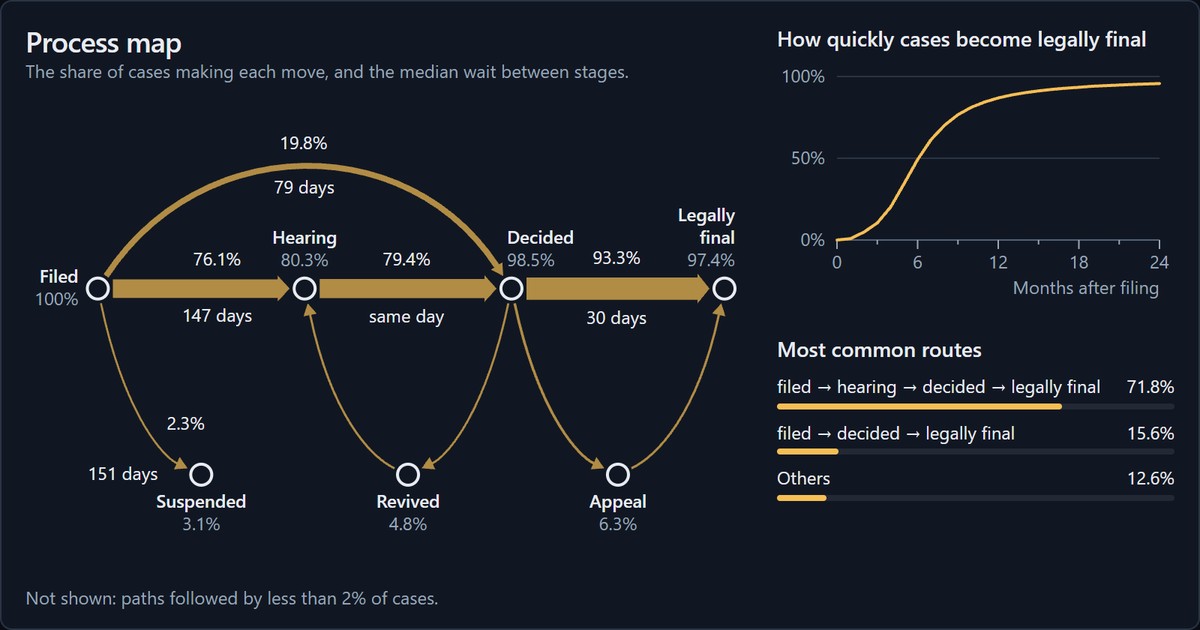 Process map
The share of cases making each move, and the median wait between stages.
19.8%
79 days
Filed
100%
76.1%
147 days
Hearing
80.3%
79.4%
same day
Decided
98.5%
93.3%
30 days
Legally
final
97.4%
2.3%
151 days
Suspended
3.1%
Revived
4.8%
Appeal
6.3%
Not shown: paths followed by less than 2% of cases.
How quickly cases become legally final
100%
50%
0%
0 6 12 18 24
Months after filing
Most common routes
filed → hearing → decided → legally final 71.8%
filed → decided → legally final 15.6%
Others 12.6%